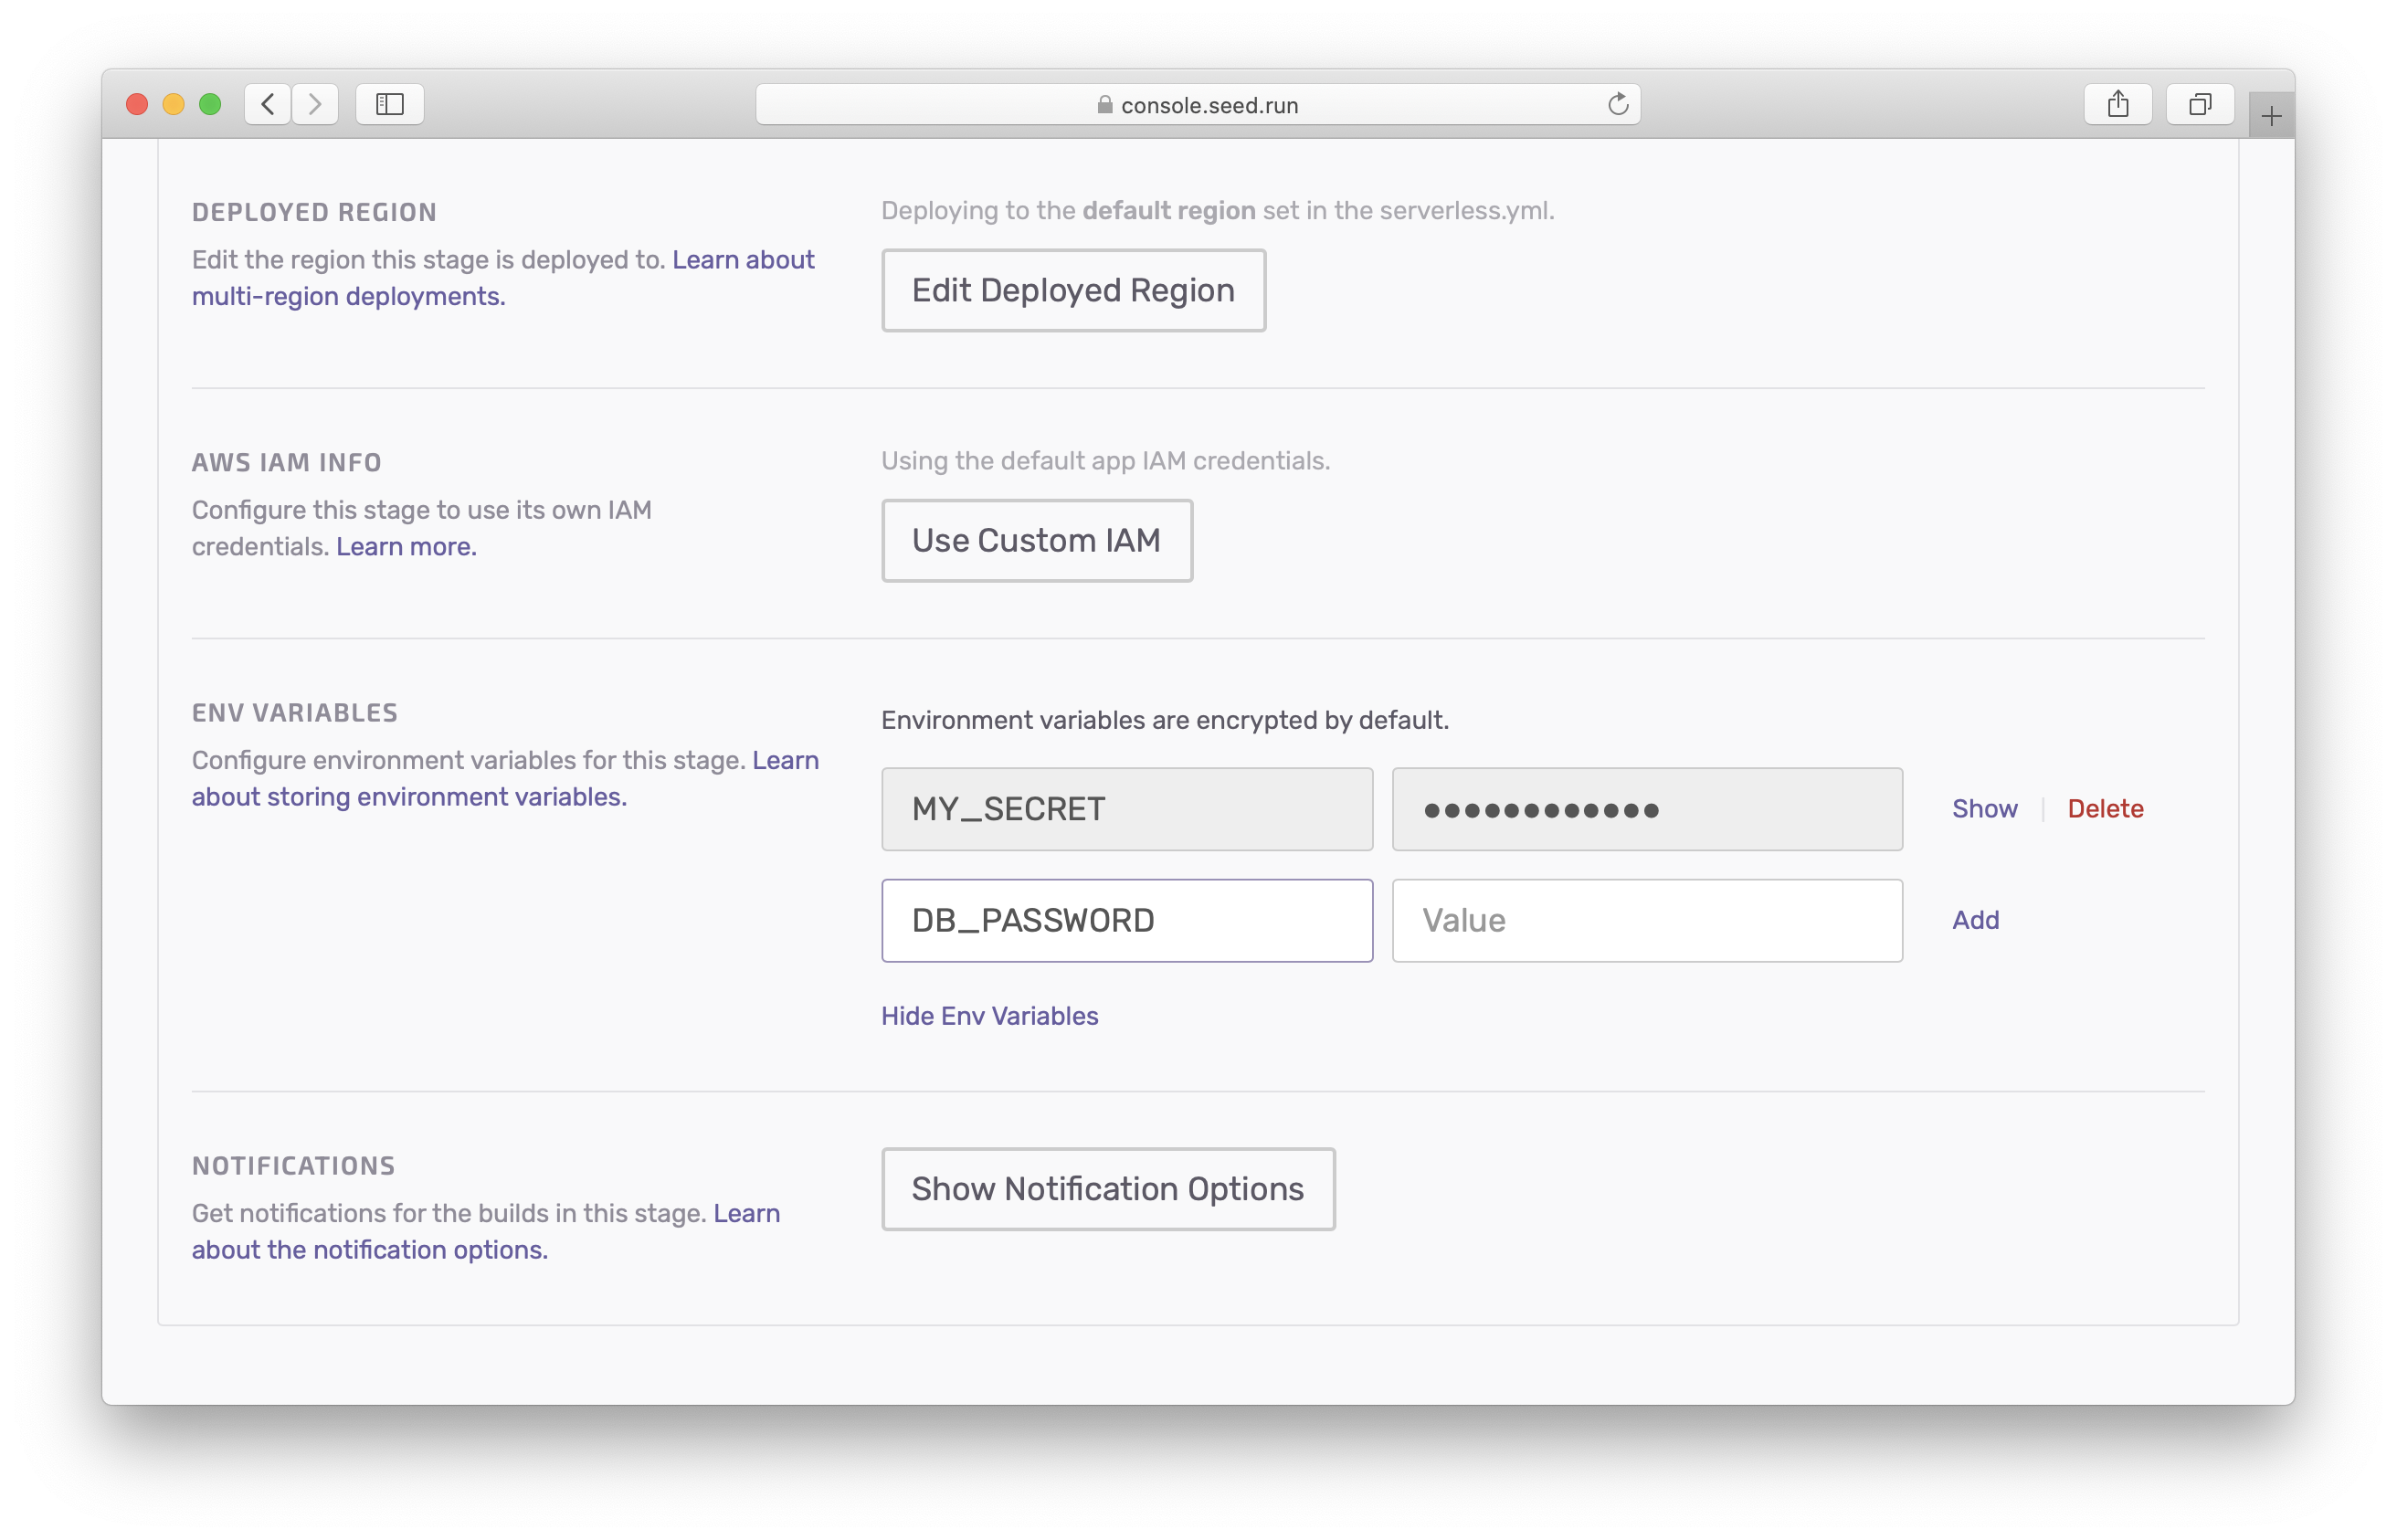 console.seed.run
DEPLOYED REGION
Edit the region this stage is deployed to. Learn about
multi-region deployments.
Deploying to the default region set in the serverless.yml.
Edit Deployed Region
AWS IAM INFO
Configure this stage to use its own IAM
credentials. Learn more.
Using the default app IAM credentials.
Use Custom IAM
ENV VARIABLES
Configure environment variables for this stage. Learn
about storing environment variables.
Environment variables are encrypted by default.
MY_SECRET •••••••••••• Show | Delete
DB_PASSWORD Value Add
Hide Env Variables
NOTIFICATIONS
Get notifications for the builds in this stage. Learn
about the notification options.
Show Notification Options